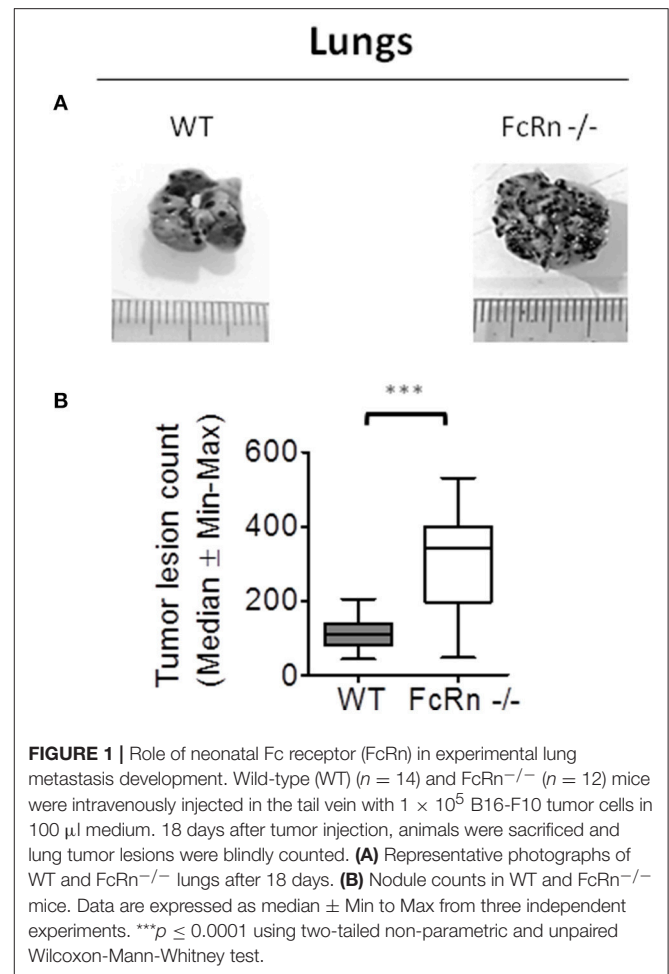 Lungs
A
WT
FcRn -/-
B
***
Tumor lesion count
(Median ± Min-Max)
600
400
200
0
WT
FcRn -/-
FIGURE 1 | Role of neonatal Fc receptor (FcRn) in experimental lung
metastasis development. Wild-type (WT) (n = 14) and FcRn−/− (n = 12) mice
were intravenously injected in the tail vein with 1 × 10⁵ B16-F10 tumor cells in
100 μl medium. 18 days after tumor injection, animals were sacrificed and
lung tumor lesions were blindly counted. (A) Representative photographs of
WT and FcRn−/− lungs after 18 days. (B) Nodule counts in WT and FcRn−/−
mice. Data are expressed as median ± Min to Max from three independent
experiments. ***p ≤ 0.0001 using two-tailed non-parametric and unpaired
Wilcoxon-Mann-Whitney test.